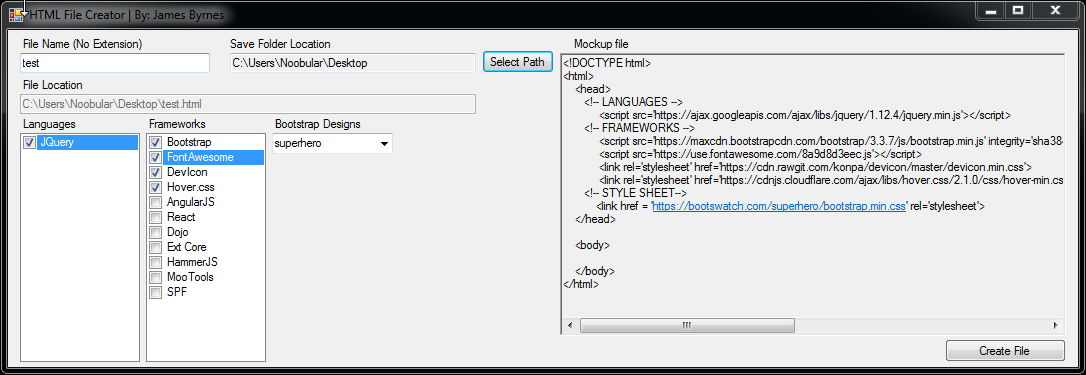 HTML File Creator | By: James Byrnes
File Name (No Extension)
test
Save Folder Location
C:\Users\Noobular\Desktop
Select Path
File Location
C:\Users\Noobular\Desktop\test.html
Languages
JQuery
Frameworks
Bootstrap
FontAwesome
DevIcon
Hover.css
AngularJS
React
Dojo
Ext Core
HammerJS
MooTools
SPF
Bootstrap Designs
superhero
Mockup file
<!DOCTYPE html>
<html>
<head>
<!-- LANGUAGES -->
<script src='https://ajax.googleapis.com/ajax/libs/jquery/1.12.4/jquery.min.js'></script>
<!-- FRAMEWORKS -->
<script src='https://maxcdn.bootstrapcdn.com/bootstrap/3.3.7/js/bootstrap.min.js' integrity='sha38
<script src='https://use.fontawesome.com/8a9d8d3eec.js'></script>
<link rel='stylesheet' href='https://cdn.rawgit.com/konpa/devicon/master/devicon.min.css'>
<link rel='stylesheet' href='https://cdnjs.cloudflare.com/ajax/libs/hover.css/2.1.0/css/hover-min.cs
<!-- STYLE SHEET-->
<link href = 'https://bootswatch.com/superhero/bootstrap.min.css' rel='stylesheet'>
</head>
<body>
</body>
</html>
Create File